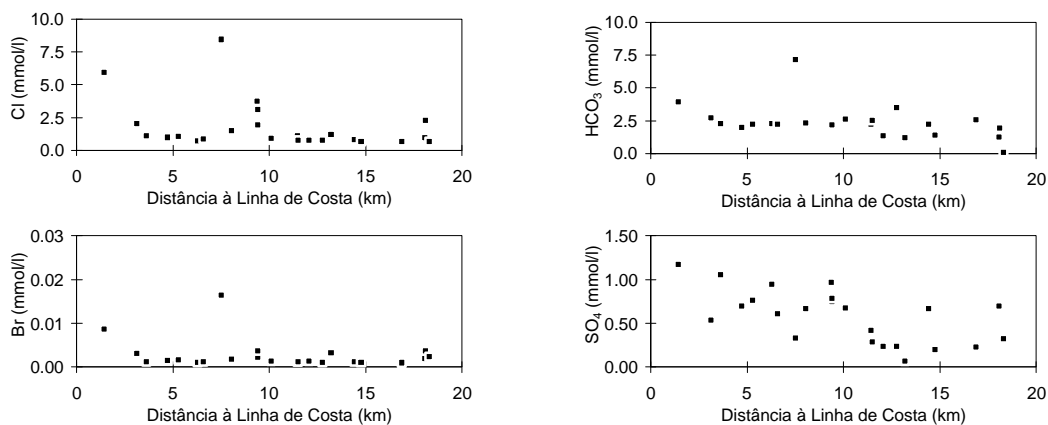 Cl (mmol/l)
10.0
7.5
5.0
2.5
0.0
0 5 10 15 20
Distância à Linha de Costa (km)
HCO3 (mmol/l)
10.0
7.5
5.0
2.5
0.0
0 5 10 15 20
Distância à Linha de Costa (km)
Br (mmol/l)
0.03
0.02
0.01
0.00
0 5 10 15 20
Distância à Linha de Costa (km)
SO4 (mmol/l)
1.50
1.00
0.50
0.00
0 5 10 15 20
Distância à Linha de Costa (km)